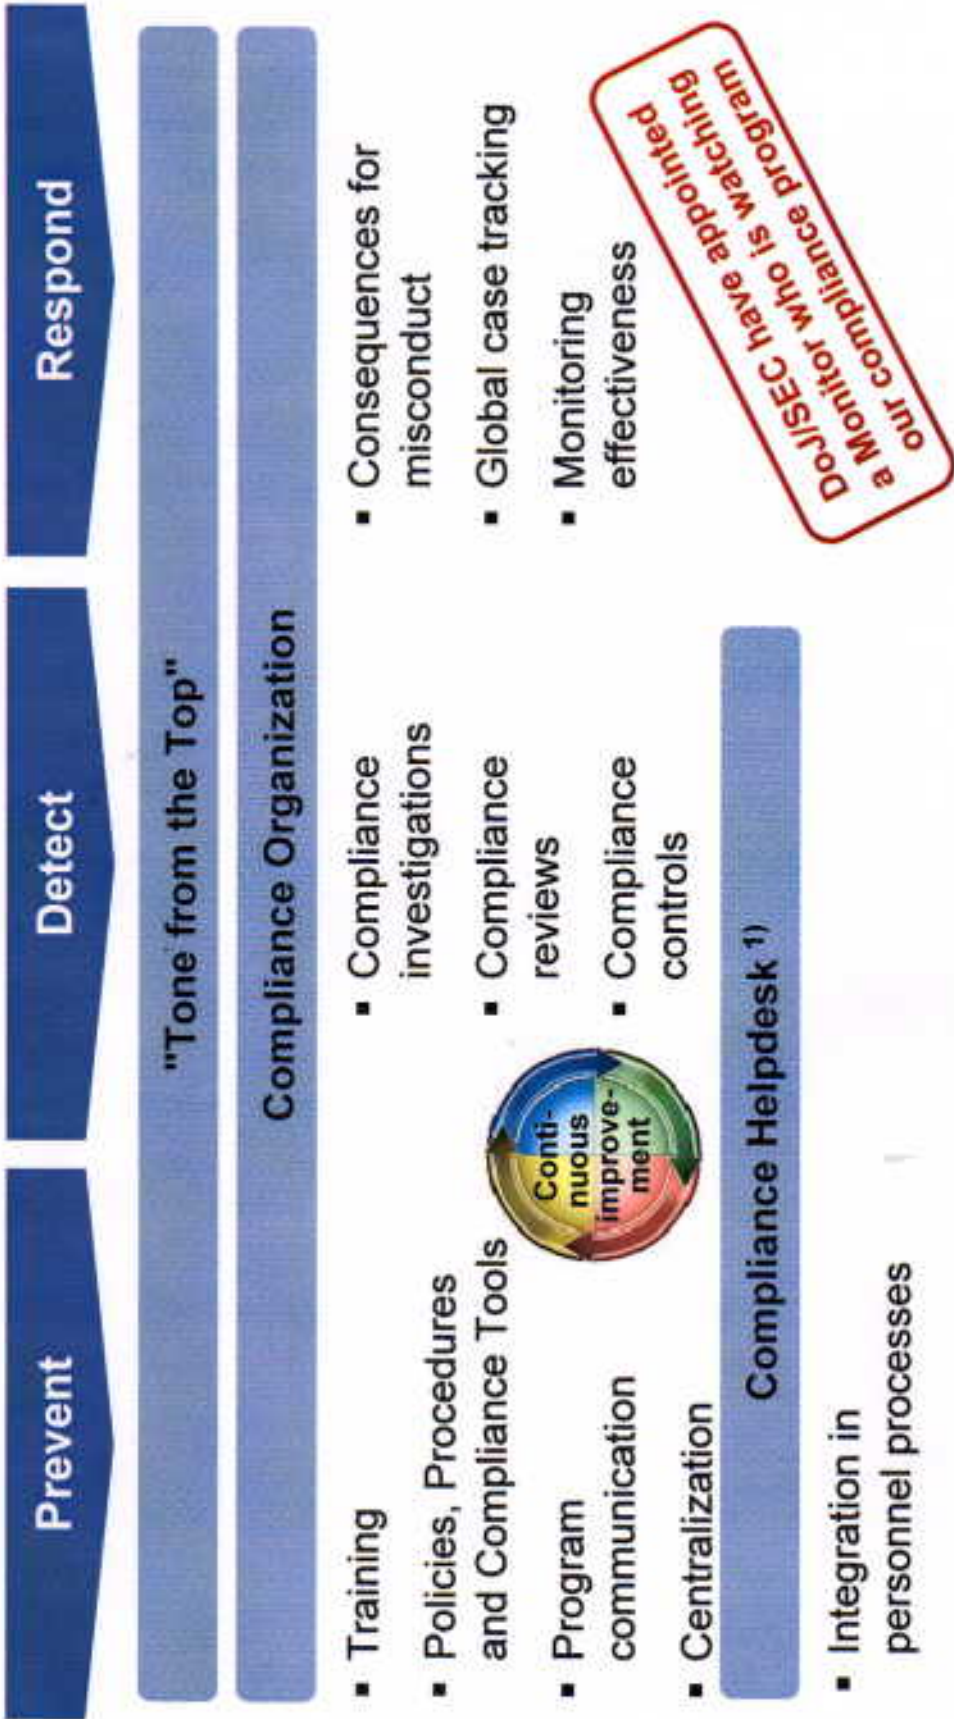 Prevent
Detect
Respond
"Tone from the Top"
Compliance Organization
▪ Training
▪ Policies, Procedures
and Compliance Tools
▪ Program
communication
▪ Centralization
Conti-
nuous
improve-
ment
▪ Compliance
investigations
▪ Compliance
reviews
▪ Compliance
controls
▪ Consequences for
misconduct
▪ Global case tracking
▪ Monitoring
effectiveness
Compliance Helpdesk 1)
▪ Integration in
personnel processes
DoJ/SEC have appointed
a Monitor who is watching
our compliance program